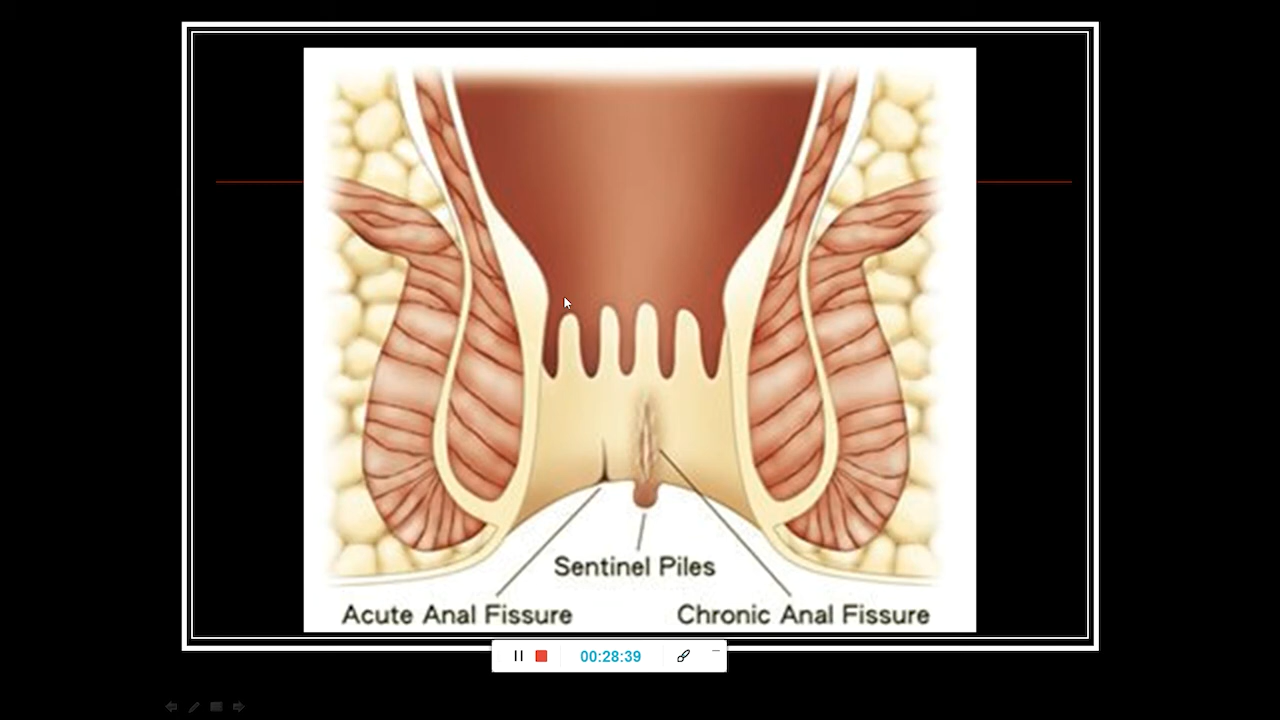 Sentinel Piles
Acute Anal Fissure
Chronic Anal Fissure
00:28:39